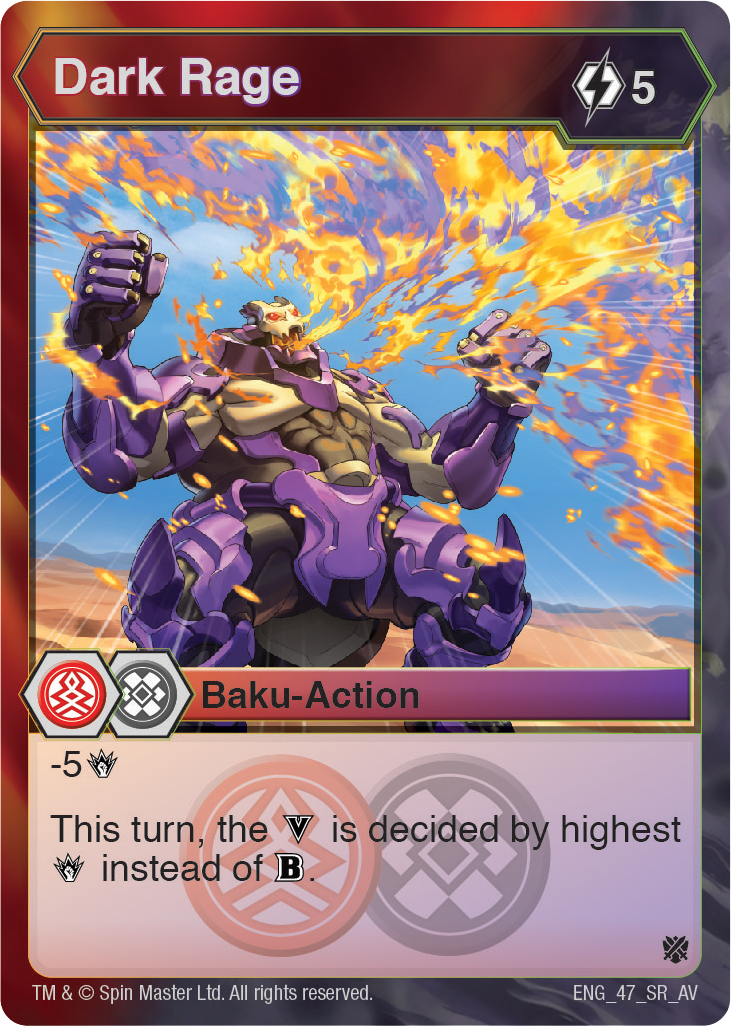 Dark Rage
5
Baku-Action
-5
This turn, the V is decided by highest
instead of B.
TM & © Spin Master Ltd. All rights reserved.
ENG_47_SR_AV